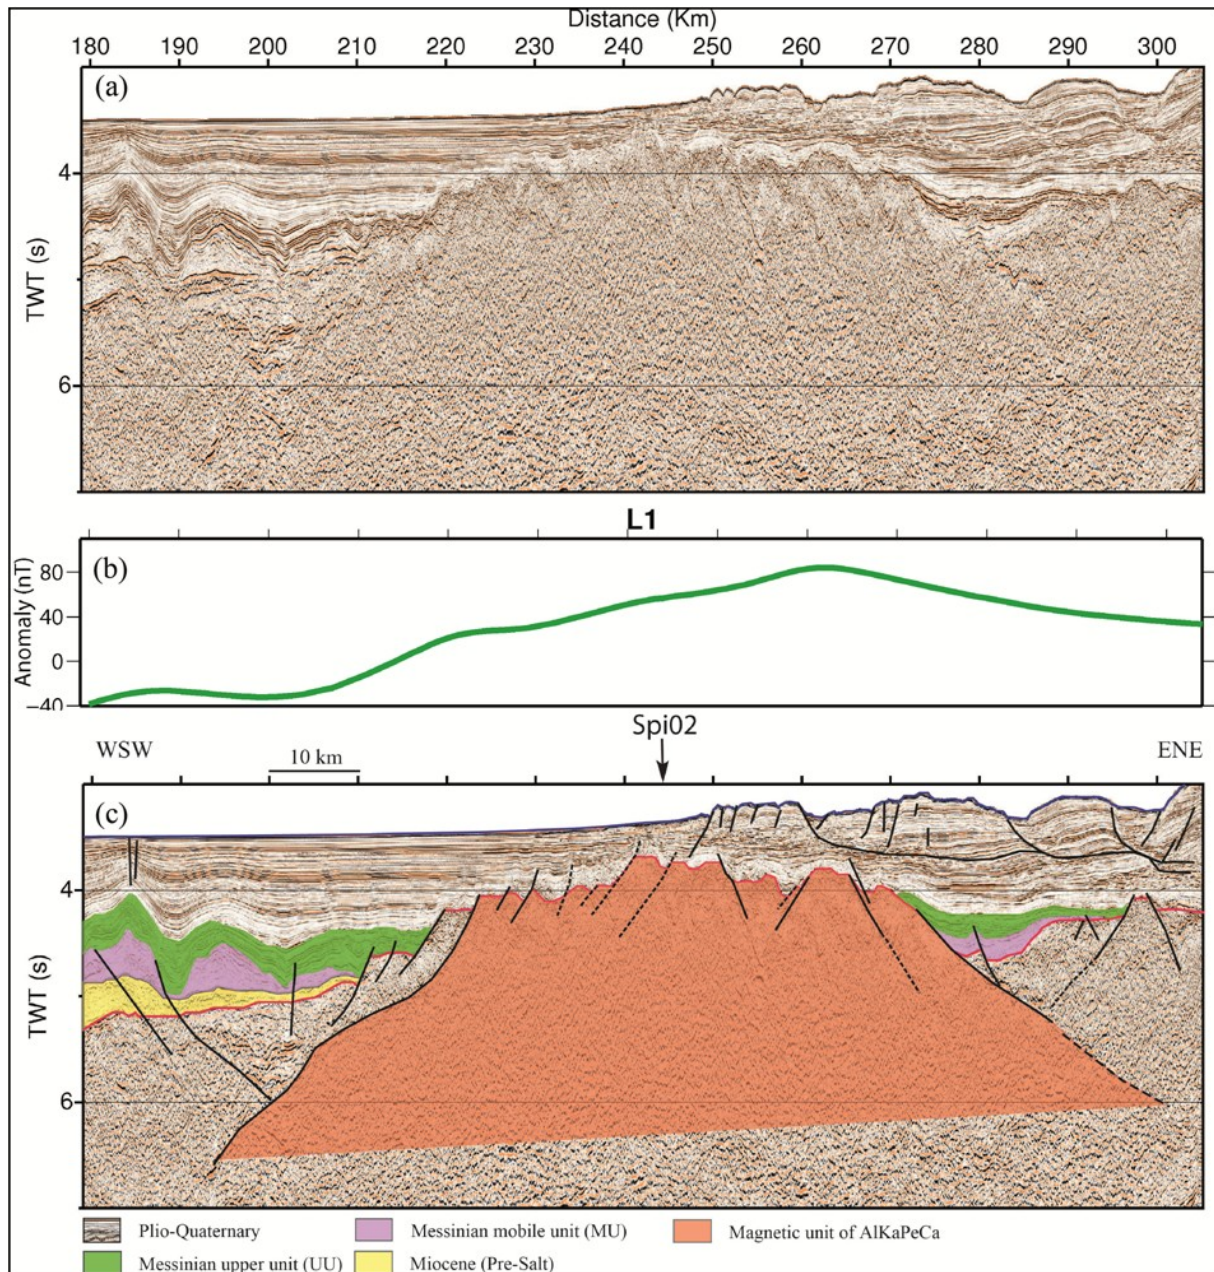 Distance (Km)
180 190 200 210 220 230 240 250 260 270 280 290 300
(a)
4
TWT (s)
6
L1
(b)
80
40
0
−40
Anomaly (nT)
Spi02
WSW
10 km
ENE
(c)
4
TWT (s)
6
Plio-Quaternary
Messinian mobile unit (MU)
Magnetic unit of AlKaPeCa
Messinian upper unit (UU)
Miocene (Pre-Salt)